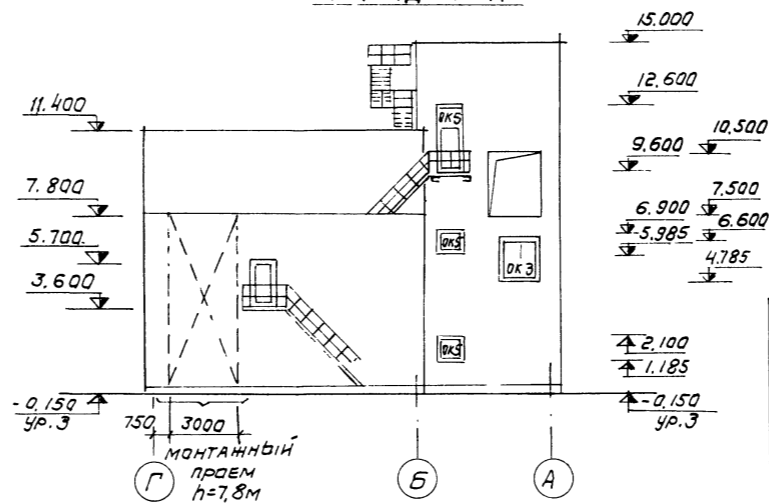 15.000
12.600
11.400
10,500
9.600
7.800
7,500
6.900
6.600
5.700
5,985
4.785
3,600
ОК5
ОК5
ОК3
ОК5
2,100
1.185
-0,150
ур.3
-0,150
ур.3
750
3000
монтажный
проем
h=7,8м
Г
Б
А